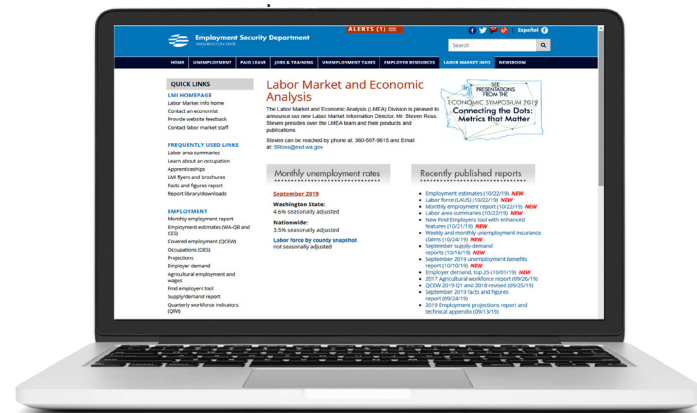 ALERTS (1)
Employment Security Department
WASHINGTON STATE
Español
Search
HOME UNEMPLOYMENT PAID LEAVE JOBS & TRAINING UNEMPLOYMENT TAXES EMPLOYER RESOURCES LABOR MARKET INFO NEWSROOM
QUICK LINKS
LMI HOMEPAGE
Labor Market Info home
Contact an economist
Provide website feedback
Contact labor market staff
FREQUENTLY USED LINKS
Labor area summaries
Learn about an occupation
Apprenticeships
LMI flyers and brochures
Facts and figures report
Report library/downloads
EMPLOYMENT
Monthly employment report
Employment estimates (WA-QB and
CES)
Covered employment (QCEW)
Occupations (OES)
Projections
Employer demand
Agricultural employment and
wages
Find employers tool
Supply/demand report
Quarterly workforce indicators
(QWI)
Labor Market and Economic
Analysis
The Labor Market and Economic Analysis (LMEA) Division is pleased to
announce our new Labor Market Information Director, Mr. Steven Ross.
Steven presides over the LMEA team and their products and
publications.
Steven can be reached by phone at: 360-507-9615 and Email
at:
SEE
PRESENTATIONS
FROM THE
ECONOMIC SYMPOSIUM 2019
Connecting the Dots:
Metrics that Matter
Monthly unemployment rates
September 2019
Washington State:
4.6% seasonally adjusted
Nationwide:
3.5% seasonally adjusted
Labor force by county snapshot
not seasonally adjusted
Recently published reports
Employment estimates (10/22/19) NEW
Labor force (LAUS) (10/22/19) NEW
Monthly employment report (10/22/19) NEW
Labor area summaries (10/22/19) NEW
New Find Employers tool with enhanced
features (10/21/19) NEW
Weekly and monthly unemployment insurance
claims (10/24/19) NEW
September supply-demand
reports (10/16/19) NEW
September 2019 unemployment benefits
report (10/10/19) NEW
Employer demand, top 25 (10/01/19) NEW
2017 Agricultural workforce report (09/26/19)
QCEW 2019 Q1 and 2018 revised (09/25/19)
September 2019 facts and figures
report (09/24/19)
2019 Employment projections report and
technical appendix (09/13/19)